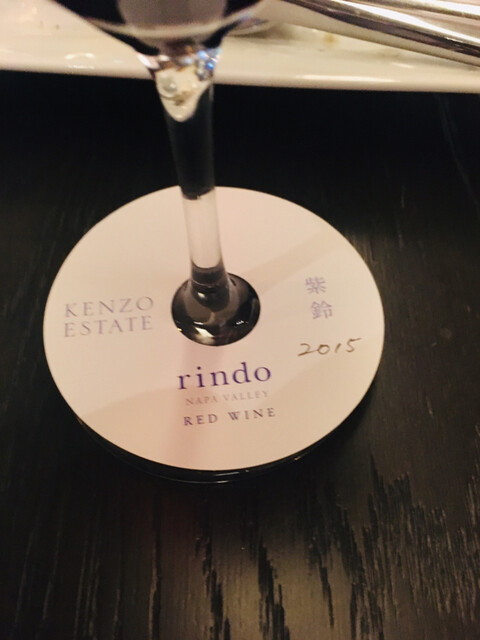 KENZO
ESTATE
紫
鈴
2015
rindo
NAPA VALLEY
RED WINE